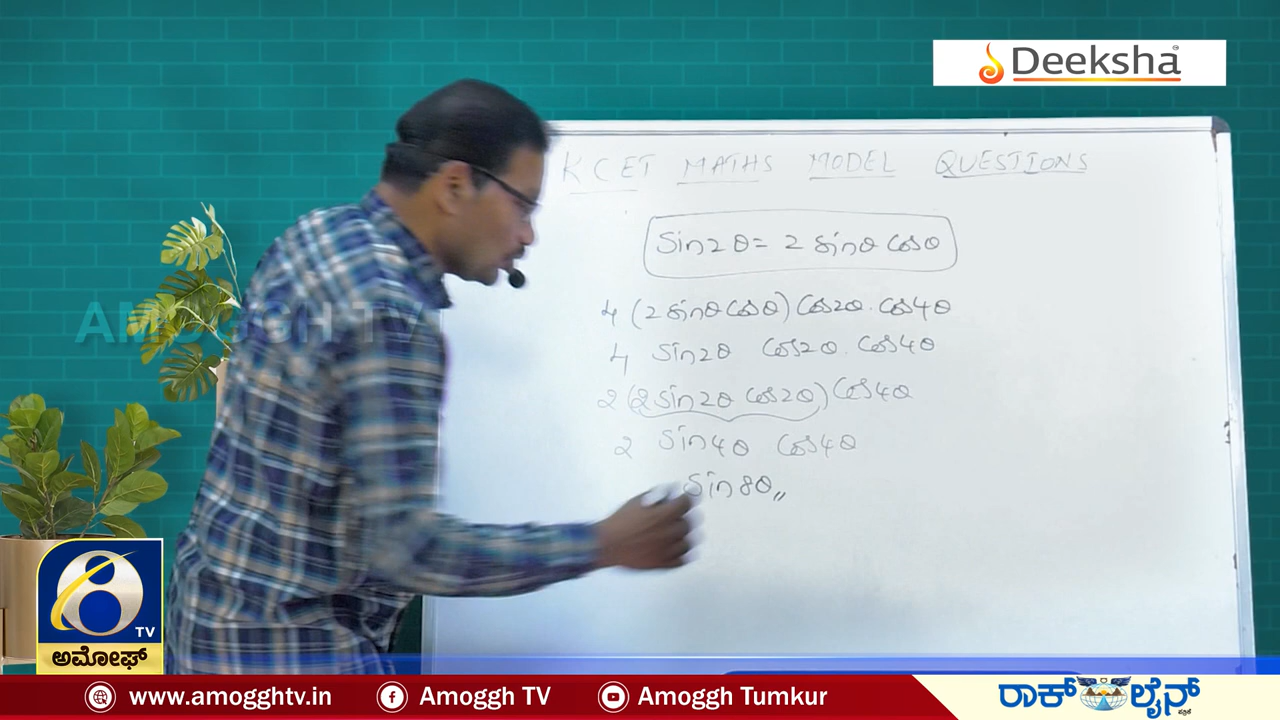 Deeksha
KCET MATHS MODEL QUESTIONS
Sin2θ = 2 sinθ cosθ
4 (2 sinθ cosθ) Cos2θ. Cos4θ
4 Sin2θ Cos2θ. Cos4θ
2 (2 Sin2θ Cos2θ) Cos4θ
2 Sin4θ Cos4θ
Sin8θ,,
AMOGGH TV
8
TV
ಅಮೋಘ್
www.amogghtv.in
Amoggh TV
Amoggh Tumkur
ರಾಕ್ ಲೈನ್